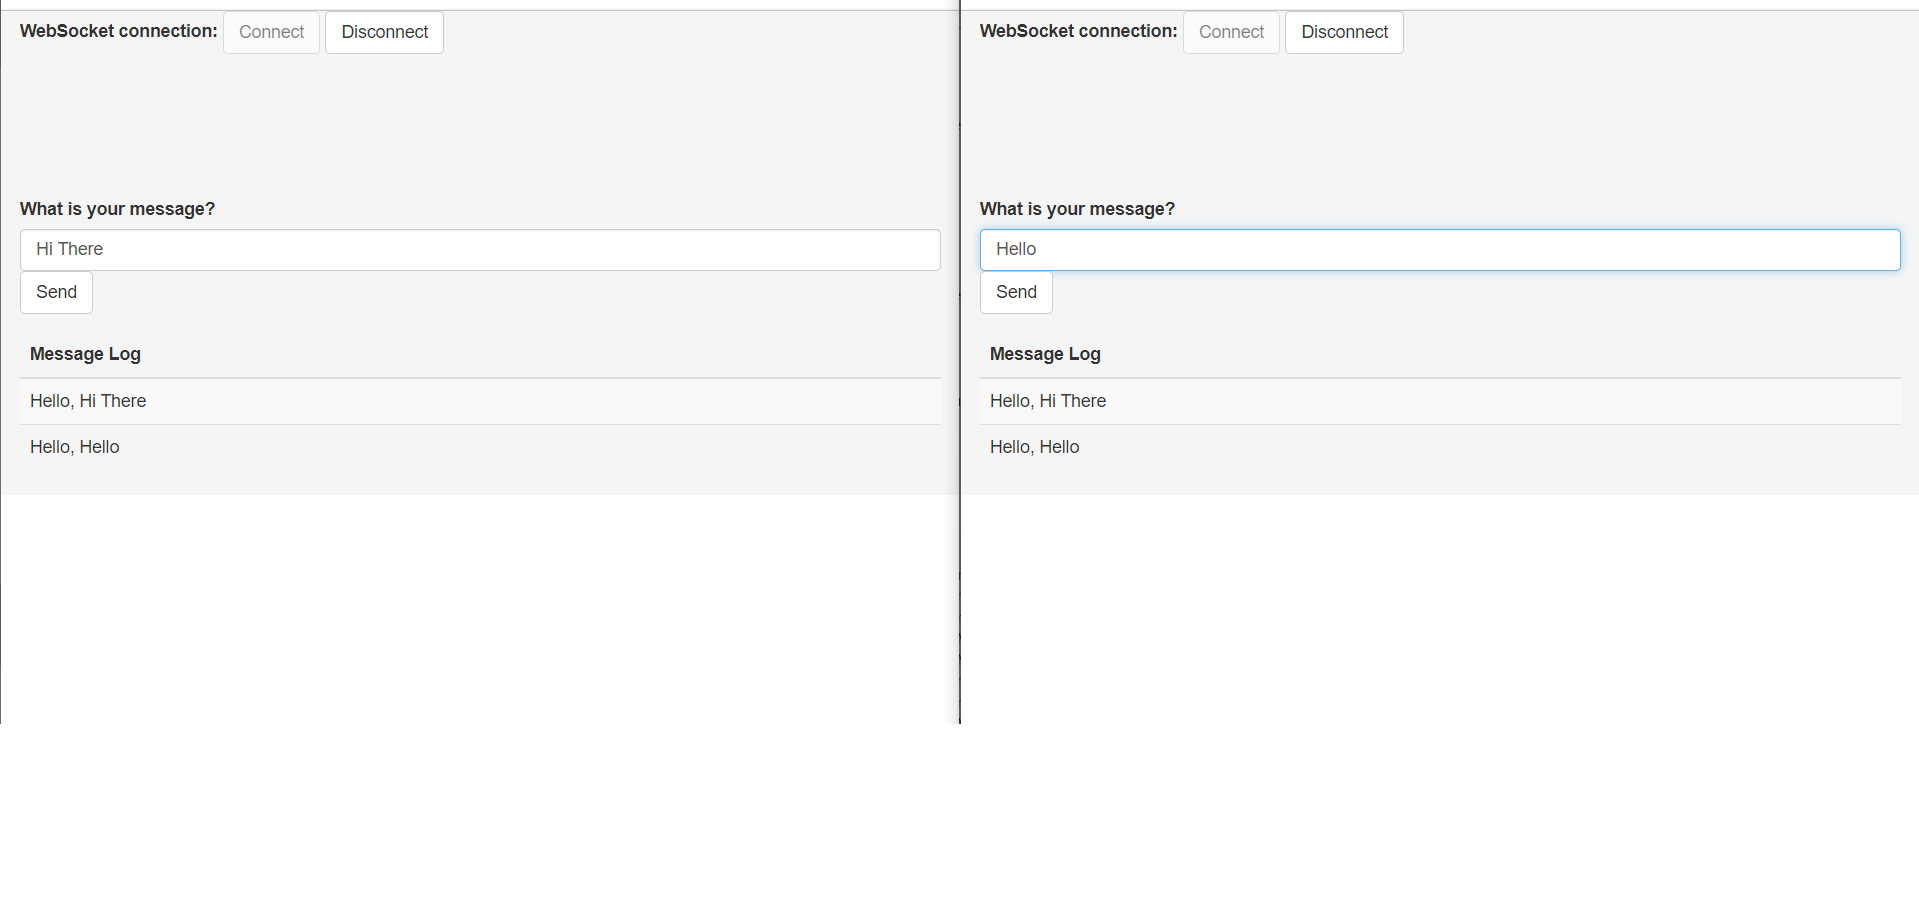 WebSocket connection: Connect Disconnect
What is your message?
Hi There
Send
Message Log
Hello, Hi There
Hello, Hello
WebSocket connection: Connect Disconnect
What is your message?
Hello
Send
Message Log
Hello, Hi There
Hello, Hello